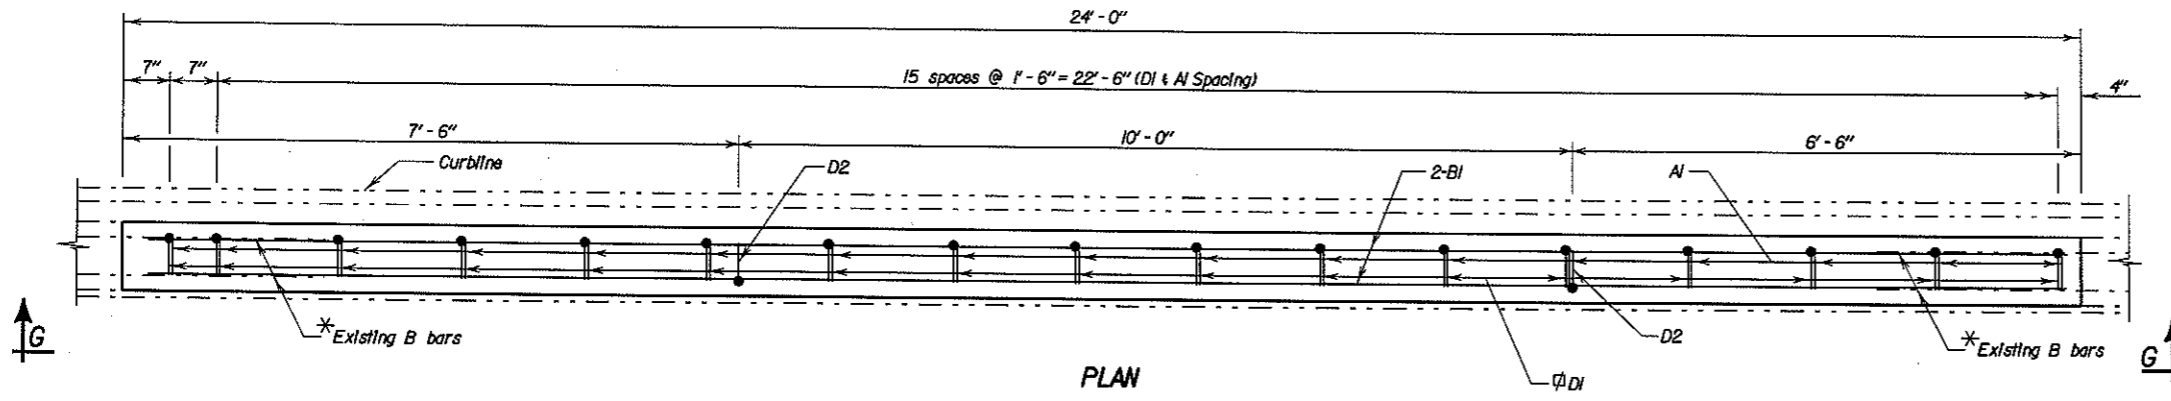 24'-0"
7" 7" 15 spaces @ 1'-6" = 22'-6" (D1 & A1 Spacing) 4"
7'-6" 10'-0" 6'-6"
Curbline D2 2-B1 A1
G *Existing B bars D2 *Existing B bars G
PLAN D1